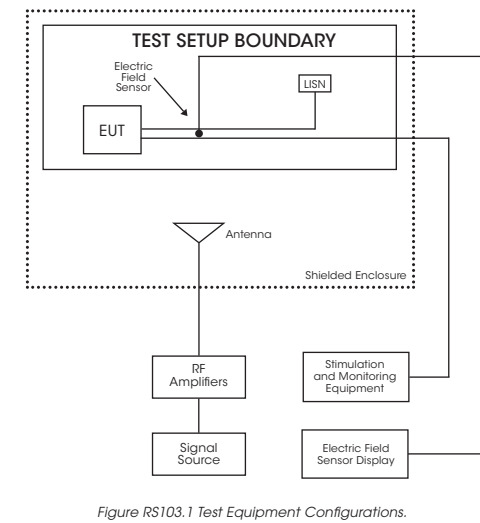 TEST SETUP BOUNDARY
Electric
Field
Sensor
LISN
EUT
Antenna
Shielded Enclosure
RF
Amplifiers
Stimulation
and Monitoring
Equipment
Signal
Source
Electric Field
Sensor Display
Figure RS103.1 Test Equipment Configurations.